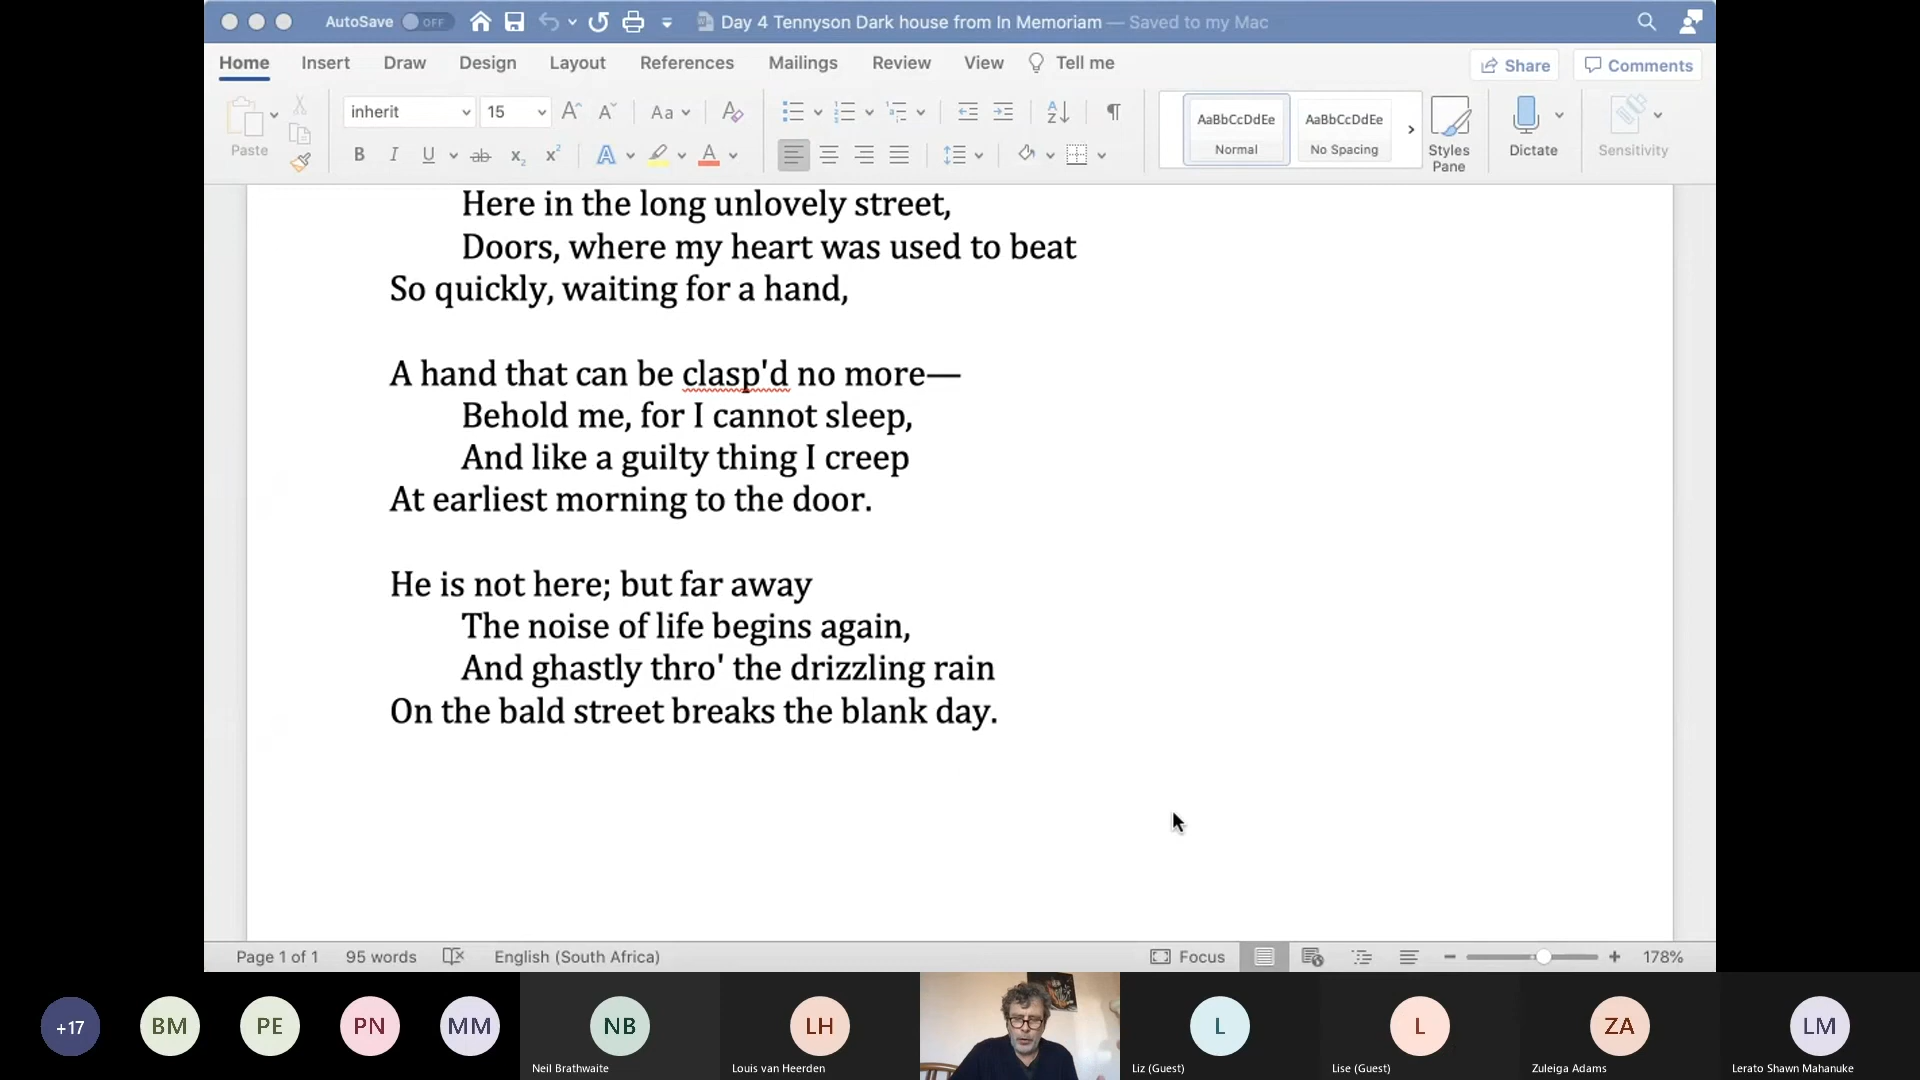 AutoSave OFF Day 4 Tennyson Dark house from In Memoriam — Saved to my Mac
Home Insert Draw Design Layout References Mailings Review View Tell me Share Comments
Paste inherit 15 Aa AaBbCcDdEe Normal AaBbCcDdEe No Spacing Styles Pane Dictate Sensitivity
Here in the long unlovely street,
Doors, where my heart was used to beat
So quickly, waiting for a hand,
A hand that can be clasp'd no more—
Behold me, for I cannot sleep,
And like a guilty thing I creep
At earliest morning to the door.
He is not here; but far away
The noise of life begins again,
And ghastly thro' the drizzling rain
On the bald street breaks the blank day.
Page 1 of 1 95 words English (South Africa) Focus 178%
+17 BM PE PN MM NB LH L L ZA LM
Neil Brathwaite Louis van Heerden Liz (Guest) Lise (Guest) Zuleiga Adams Lerato Shawn Mahanuke